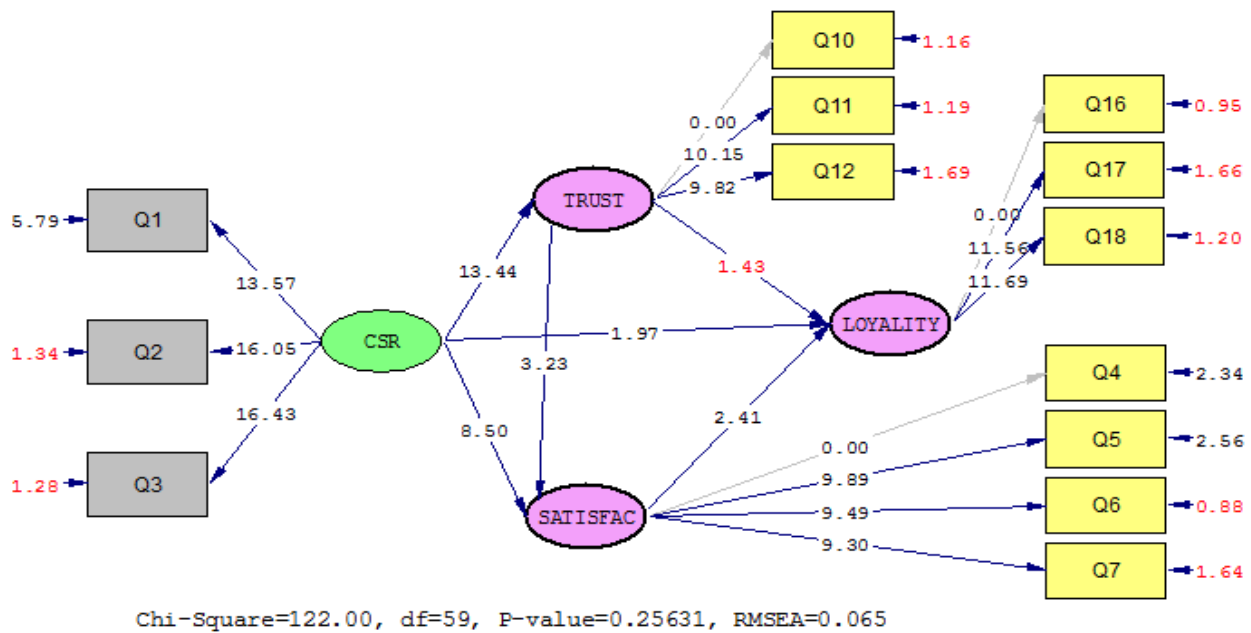 Q10
1.16
Q11
1.19
Q12
1.69
0.00
10.15
9.82
Q16
0.95
Q17
1.66
Q18
1.20
0.00
11.56
11.69
TRUST
5.79
Q1
13.57
13.44
1.43
Q2
1.34
16.05
CSR
1.97
LOYALITY
3.23
16.43
8.50
2.41
Q3
1.28
SATISFAC
0.00
9.89
9.49
9.30
Q4
2.34
Q5
2.56
Q6
0.88
Q7
1.64
Chi-Square=122.00, df=59, P-value=0.25631, RMSEA=0.065